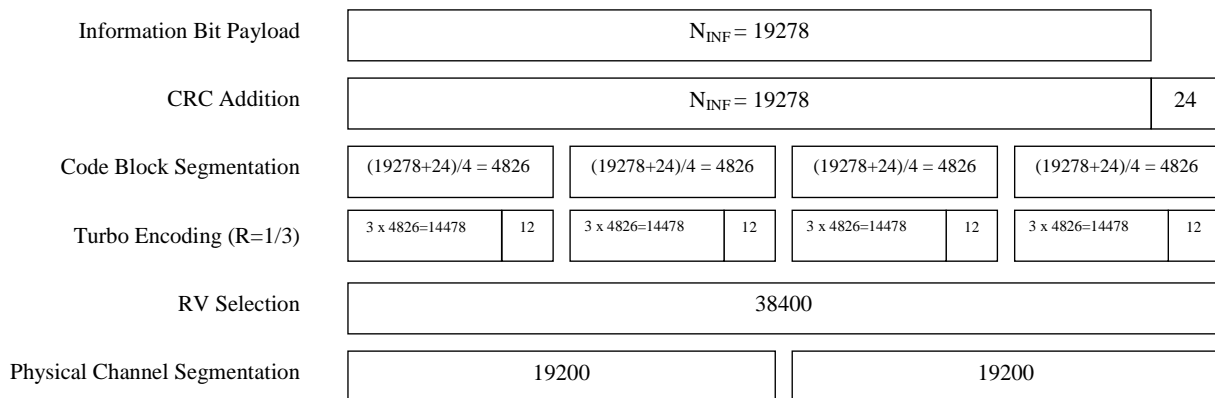 Information Bit Payload
N_INF = 19278
CRC Addition
N_INF = 19278
24
Code Block Segmentation
(19278+24)/4 = 4826
(19278+24)/4 = 4826
(19278+24)/4 = 4826
(19278+24)/4 = 4826
Turbo Encoding (R=1/3)
3 x 4826=14478
12
3 x 4826=14478
12
3 x 4826=14478
12
3 x 4826=14478
12
RV Selection
38400
Physical Channel Segmentation
19200
19200